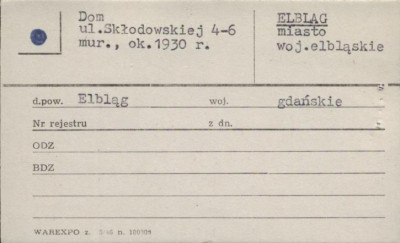 Dom
ul.Skłodowskiej 4-6
mur., ok.1930 r.
ELBLĄG
miasto
woj.elbląskie
d.pow. Elbląg woj. gdańskie
Nr rejestru z dn.
ODZ
BDZ
WAREXPO z. n.